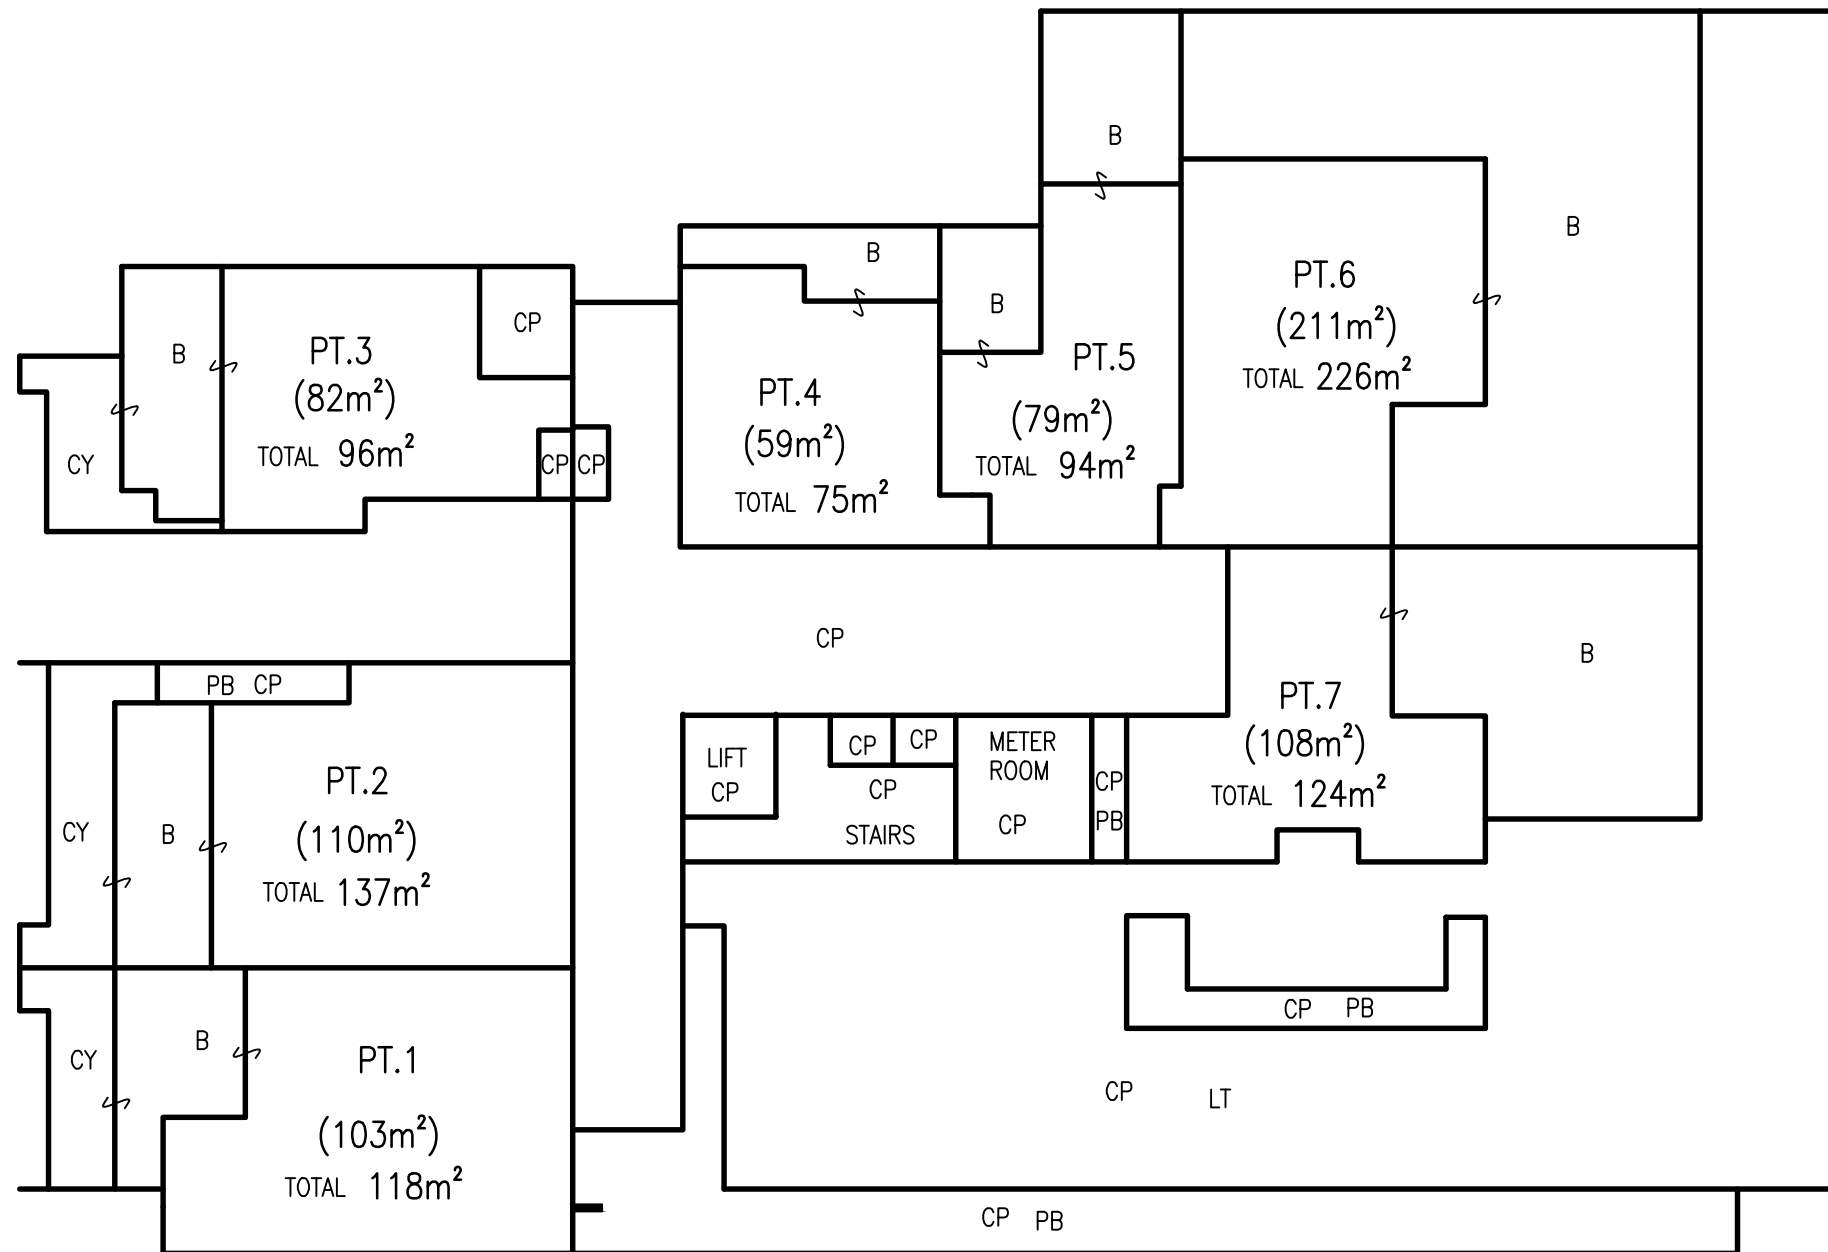 B
B
B
PT.6
(211m²)
TOTAL 226m²
B
B
CP
PT.3
(82m²)
TOTAL 96m²
PT.5
(79m²)
TOTAL 94m²
PT.4
(59m²)
TOTAL 75m²
CY
CP
CP
CP
B
PB CP
PT.7
(108m²)
TOTAL 124m²
LIFT
CP
CP
CP
CP
STAIRS
METER
ROOM
CP
CP
PB
PT.2
(110m²)
TOTAL 137m²
CY
B
CP PB
B
CY
PT.1
(103m²)
TOTAL 118m²
CP LT
CP PB